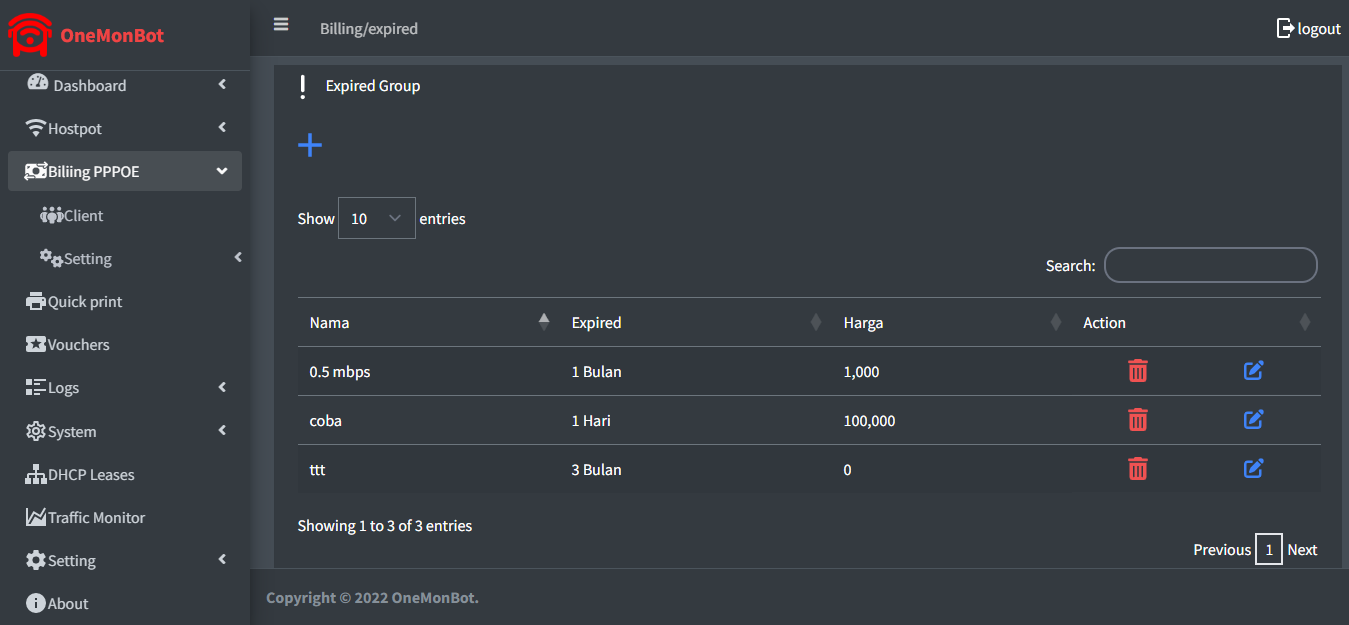 OneMonBot
Dashboard
Hostpot
Biliing PPPOE
Client
Setting
Quick print
Vouchers
Logs
System
DHCP Leases
Traffic Monitor
Setting
About
Billing/expired
logout
Expired Group
Show 10 entries
Search:
Nama Expired Harga Action
0.5 mbps 1 Bulan 1,000
coba 1 Hari 100,000
ttt 3 Bulan 0
Showing 1 to 3 of 3 entries
Previous 1 Next
Copyright © 2022 OneMonBot.